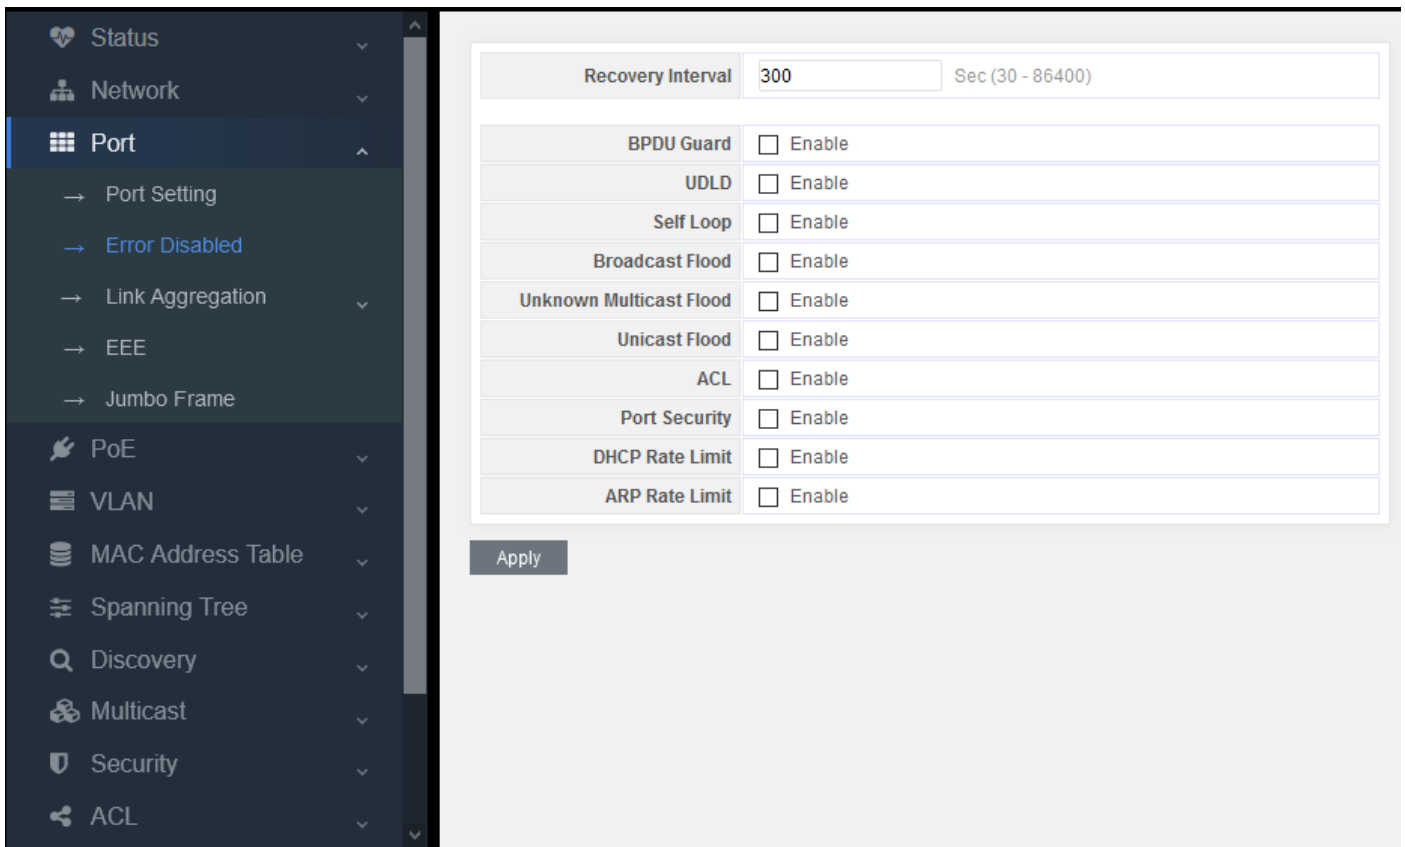 Status
Network
Port
Port Setting
Error Disabled
Link Aggregation
EEE
Jumbo Frame
PoE
VLAN
MAC Address Table
Spanning Tree
Discovery
Multicast
Security
ACL
Recovery Interval 300 Sec (30 - 86400)
BPDU Guard Enable
UDLD Enable
Self Loop Enable
Broadcast Flood Enable
Unknown Multicast Flood Enable
Unicast Flood Enable
ACL Enable
Port Security Enable
DHCP Rate Limit Enable
ARP Rate Limit Enable
Apply